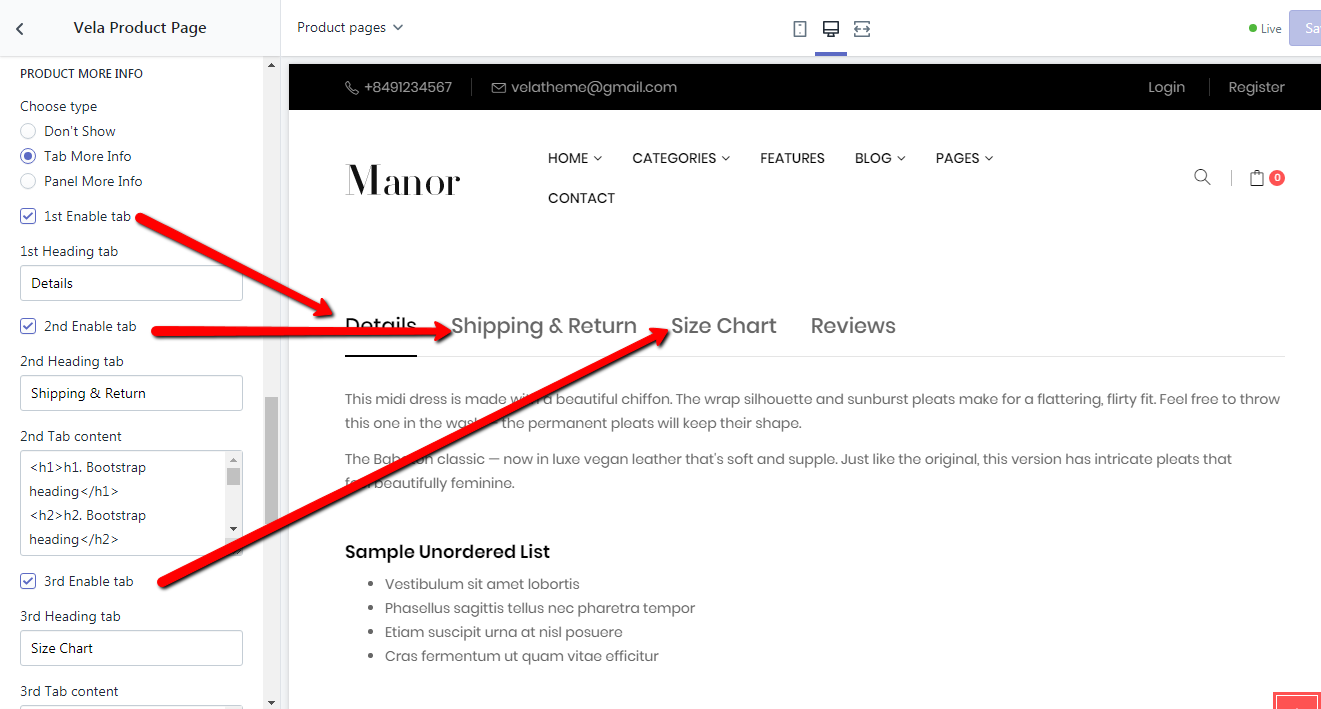 Vela Product Page
PRODUCT MORE INFO
Choose type
Don't Show
Tab More Info
Panel More Info
1st Enable tab
1st Heading tab
Details
2nd Enable tab
2nd Heading tab
Shipping & Return
2nd Tab content
<h1>h1. Bootstrap
heading</h1>
<h2>h2. Bootstrap
heading</h2>
3rd Enable tab
3rd Heading tab
Size Chart
3rd Tab content
Product pages
Live
+8491234567
velatheme@gmail.com
Login
Register
Manor
HOME
CATEGORIES
FEATURES
BLOG
PAGES
CONTACT
0
Details
Shipping & Return
Size Chart
Reviews
This midi dress is made with a beautiful chiffon. The wrap silhouette and sunburst pleats make for a flattering, flirty fit. Feel free to throw
this one in the wash — the permanent pleats will keep their shape.
The classic — now in luxe vegan leather that's soft and supple. Just like the original, this version has intricate pleats that
beautifully feminine.
Sample Unordered List
Vestibulum sit amet lobortis
Phasellus sagittis tellus nec pharetra tempor
Etiam suscipit urna at nisl posuere
Cras fermentum ut quam vitae efficitur